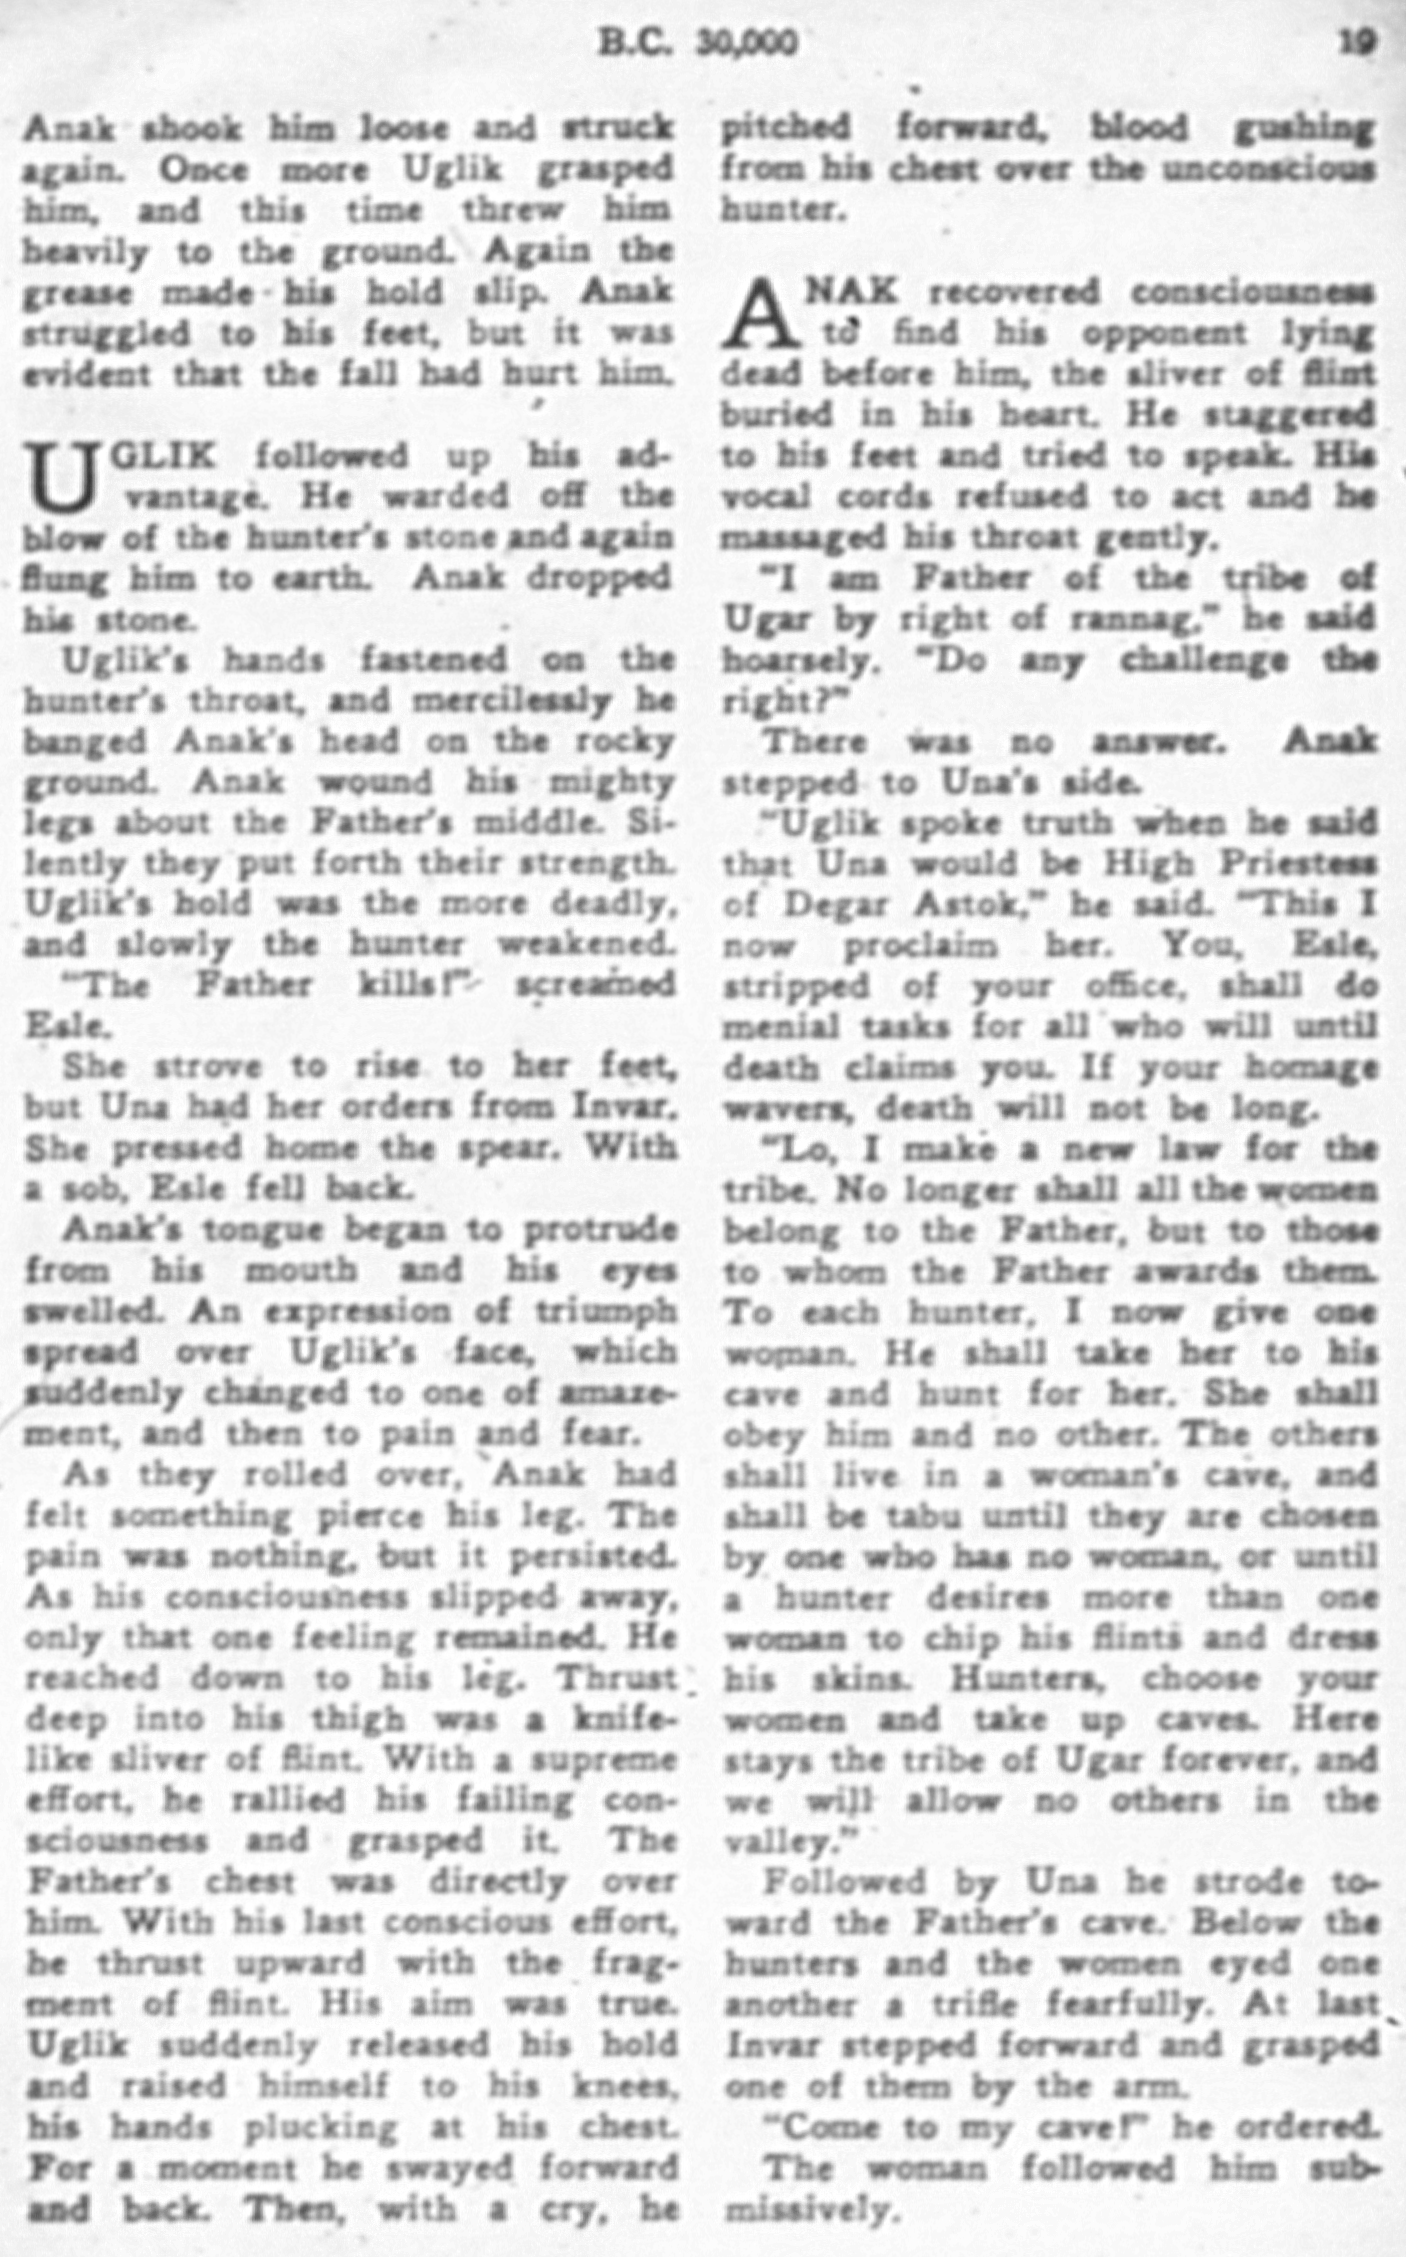 B.C. 30,000
19
Anak shook him loose and struck
again. Once more Uglik grasped
him, and this time threw him
heavily to the ground. Again the
grease made his hold slip. Anak
struggled to his feet, but it was
evident that the fall had hurt him.
UGLIK followed up his ad-
vantage. He warded off the
blow of the hunter's stone and again
flung him to earth. Anak dropped
his stone.
Uglik's hands fastened on the
hunter's throat, and mercilessly he
banged Anak's head on the rocky
ground. Anak wound his mighty
legs about the Father's middle. Si-
lently they put forth their strength.
Uglik's hold was the more deadly,
and slowly the hunter weakened.
"The Father kills!" screamed
Esle.
She strove to rise to her feet,
but Una had her orders from Invar.
She pressed home the spear. With
a sob, Esle fell back.
Anak's tongue began to protrude
from his mouth and his eyes
swelled. An expression of triumph
spread over Uglik's face, which
suddenly changed to one of amaze-
ment, and then to pain and fear.
As they rolled over, Anak had
felt something pierce his leg. The
pain was nothing, but it persisted.
As his consciousness slipped away,
only that one feeling remained. He
reached down to his leg. Thrust
deep into his thigh was a knife-
like sliver of flint. With a supreme
effort, he rallied his failing con-
sciousness and grasped it. The
Father's chest was directly over
him. With his last conscious effort,
he thrust upward with the frag-
ment of flint. His aim was true.
Uglik suddenly released his hold
and raised himself to his knees,
his hands plucking at his chest.
For a moment he swayed forward
and back. Then, with a cry, he
pitched forward, blood gushing
from his chest over the unconscious
hunter.
ANAK recovered consciousness
to find his opponent lying
dead before him, the sliver of flint
buried in his heart. He staggered
to his feet and tried to speak. His
vocal cords refused to act and he
massaged his throat gently.
"I am Father of the tribe of
Ugar by right of rannag," he said
hoarsely. "Do any challenge the
right?"
There was no answer. Anak
stepped to Una's side.
"Uglik spoke truth when he said
that Una would be High Priestess
of Degar Astok," he said. "This I
now proclaim her. You, Esle,
stripped of your office, shall do
menial tasks for all who will until
death claims you. If your homage
wavers, death will not be long.
"Lo, I make a new law for the
tribe. No longer shall all the women
belong to the Father, but to those
to whom the Father awards them.
To each hunter, I now give one
woman. He shall take her to his
cave and hunt for her. She shall
obey him and no other. The others
shall live in a woman's cave, and
shall be tabu until they are chosen
by one who has no woman, or until
a hunter desires more than one
woman to chip his flints and dress
his skins. Hunters, choose your
women and take up caves. Here
stays the tribe of Ugar forever, and
we will allow no others in the
valley."
Followed by Una he strode to-
ward the Father's cave. Below the
hunters and the women eyed one
another a trifle fearfully. At last
Invar stepped forward and grasped
one of them by the arm.
"Come to my cave!" he ordered.
The woman followed him sub-
missively.